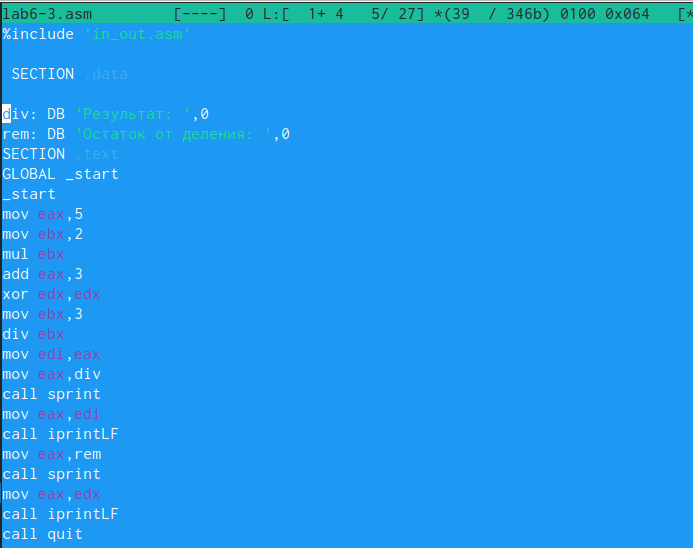 lab6-3.asm [----] 0 L:[ 1+ 4 5/ 27] *(39 / 346b) 0100 0x064 [*
%include 'in_out.asm'
SECTION .data
div: DB 'Результат: ',0
rem: DB 'Остаток от деления: ',0
SECTION .text
GLOBAL _start
_start
mov eax,5
mov ebx,2
mul ebx
add eax,3
xor edx,edx
mov ebx,3
div ebx
mov edi,eax
mov eax,div
call sprint
mov eax,edi
call iprintLF
mov eax,rem
call sprint
mov eax,edx
call iprintLF
call quit